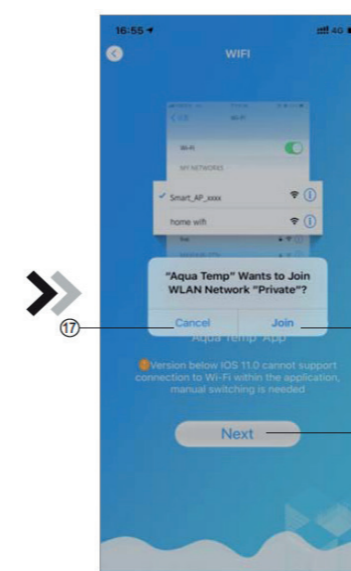 16:55
4G
WIFI
Wi-Fi
MY NETWORKS
Smart_AP_xxxx
home wifi
"Aqua Temp" Wants to Join
WLAN Network "Private"?
Cancel
Join
⑰
Aqua Temp App
Version below IOS 11.0 cannot support
connection to Wi-Fi within the application,
manual switching is needed
Next